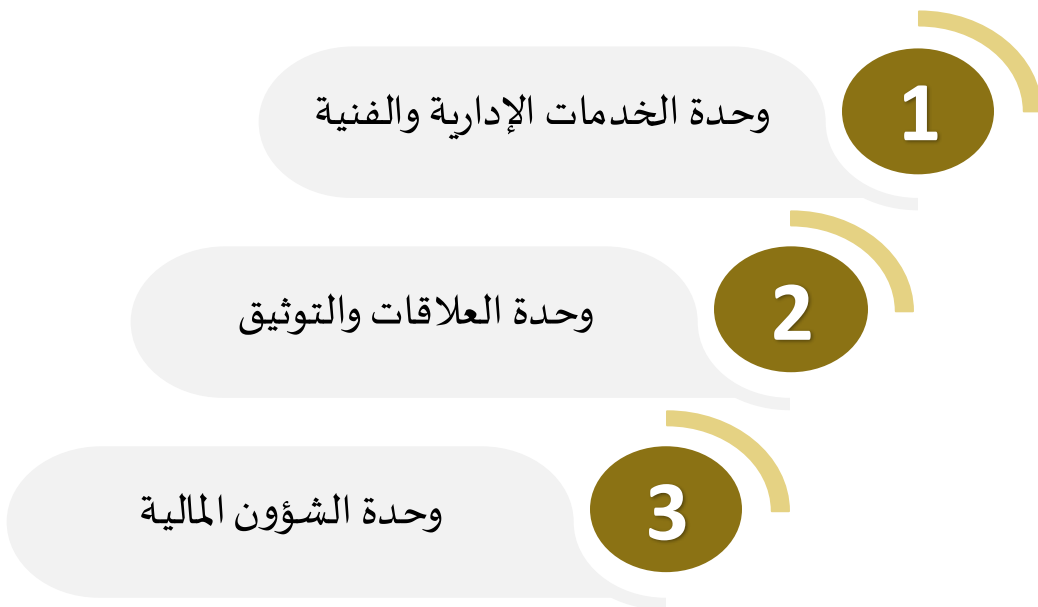 1
وحدة الخدمات الإدارية والفنية
2
وحدة العلاقات والتوثيق
3
وحدة الشؤون المالية